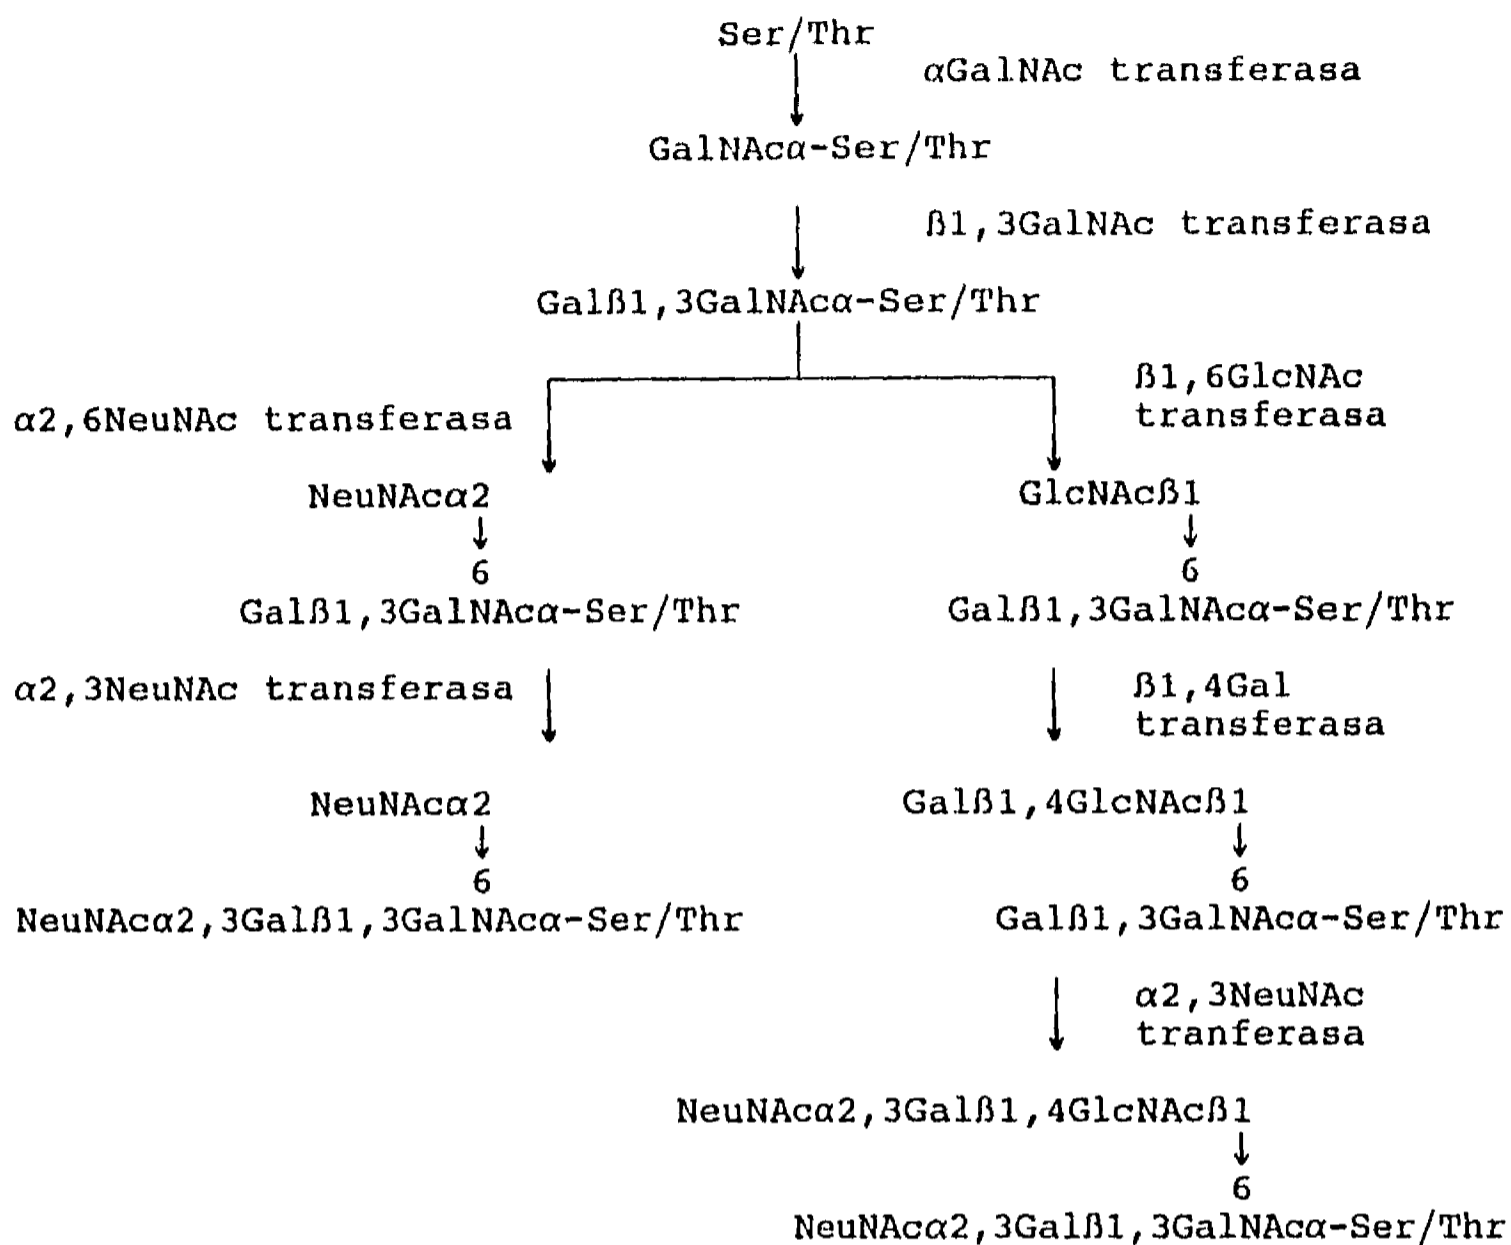 Ser/Thr
αGalNAc transferasa
GalNAcα-Ser/Thr
ß1,3GalNAc transferasa
Galß1,3GalNAcα-Ser/Thr
α2,6NeuNAc transferasa
ß1,6GlcNAc
transferasa
NeuNAcα2
6
Galß1,3GalNAcα-Ser/Thr
GlcNAcß1
6
Galß1,3GalNAcα-Ser/Thr
α2,3NeuNAc transferasa
ß1,4Gal
transferasa
NeuNAcα2
6
NeuNAcα2,3Galß1,3GalNAcα-Ser/Thr
Galß1,4GlcNAcß1
6
Galß1,3GalNAcα-Ser/Thr
α2,3NeuNAc
tranferasa
NeuNAcα2,3Galß1,4GlcNAcß1
6
NeuNAcα2,3Galß1,3GalNAcα-Ser/Thr